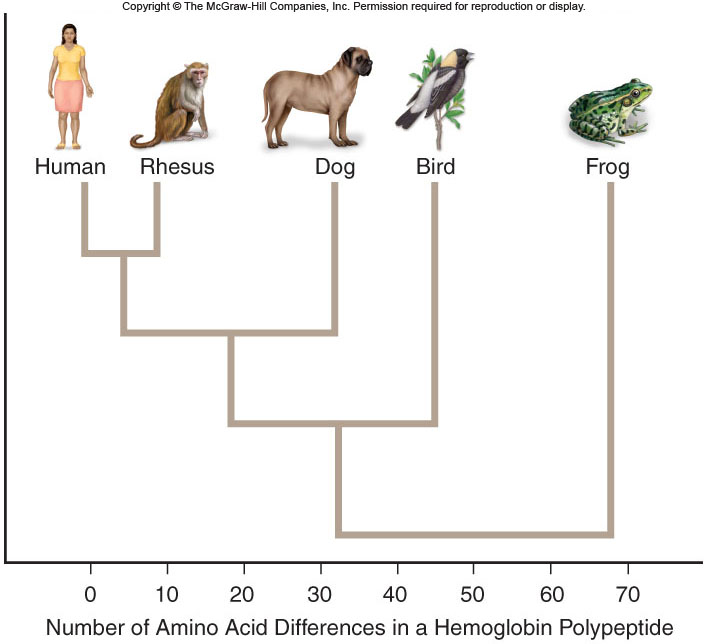 Copyright © The McGraw-Hill Companies, Inc. Permission required for reproduction or display.
Human Rhesus Dog Bird Frog
0 10 20 30 40 50 60 70
Number of Amino Acid Differences in a Hemoglobin Polypeptide